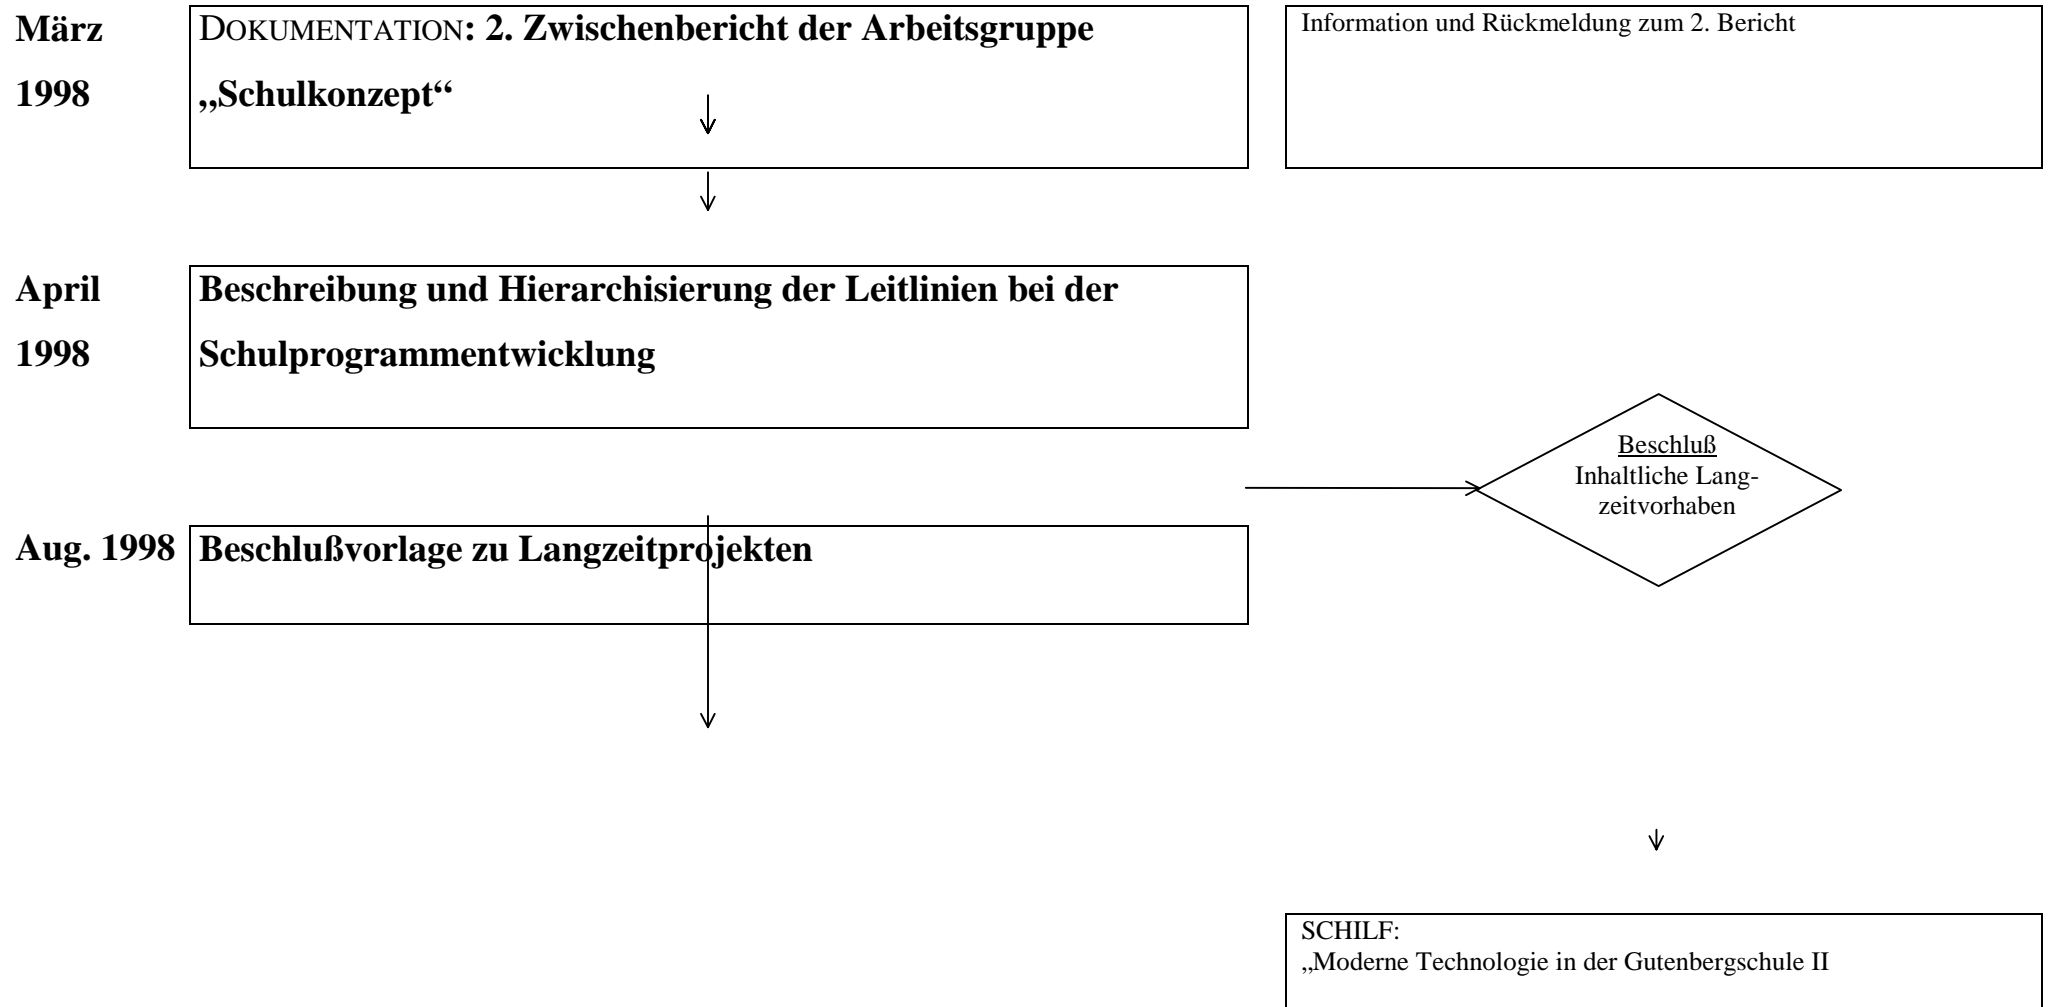 März
1998
DOKUMENTATION: 2. Zwischenbericht der Arbeitsgruppe
„Schulkonzept“
Information und Rückmeldung zum 2. Bericht
April
1998
Beschreibung und Hierarchisierung der Leitlinien bei der
Schulprogrammentwicklung
Beschluß
Inhaltliche Lang-
zeitvorhaben
Aug. 1998
Beschlußvorlage zu Langzeitprojekten
SCHILF:
„Moderne Technologie in der Gutenbergschule II